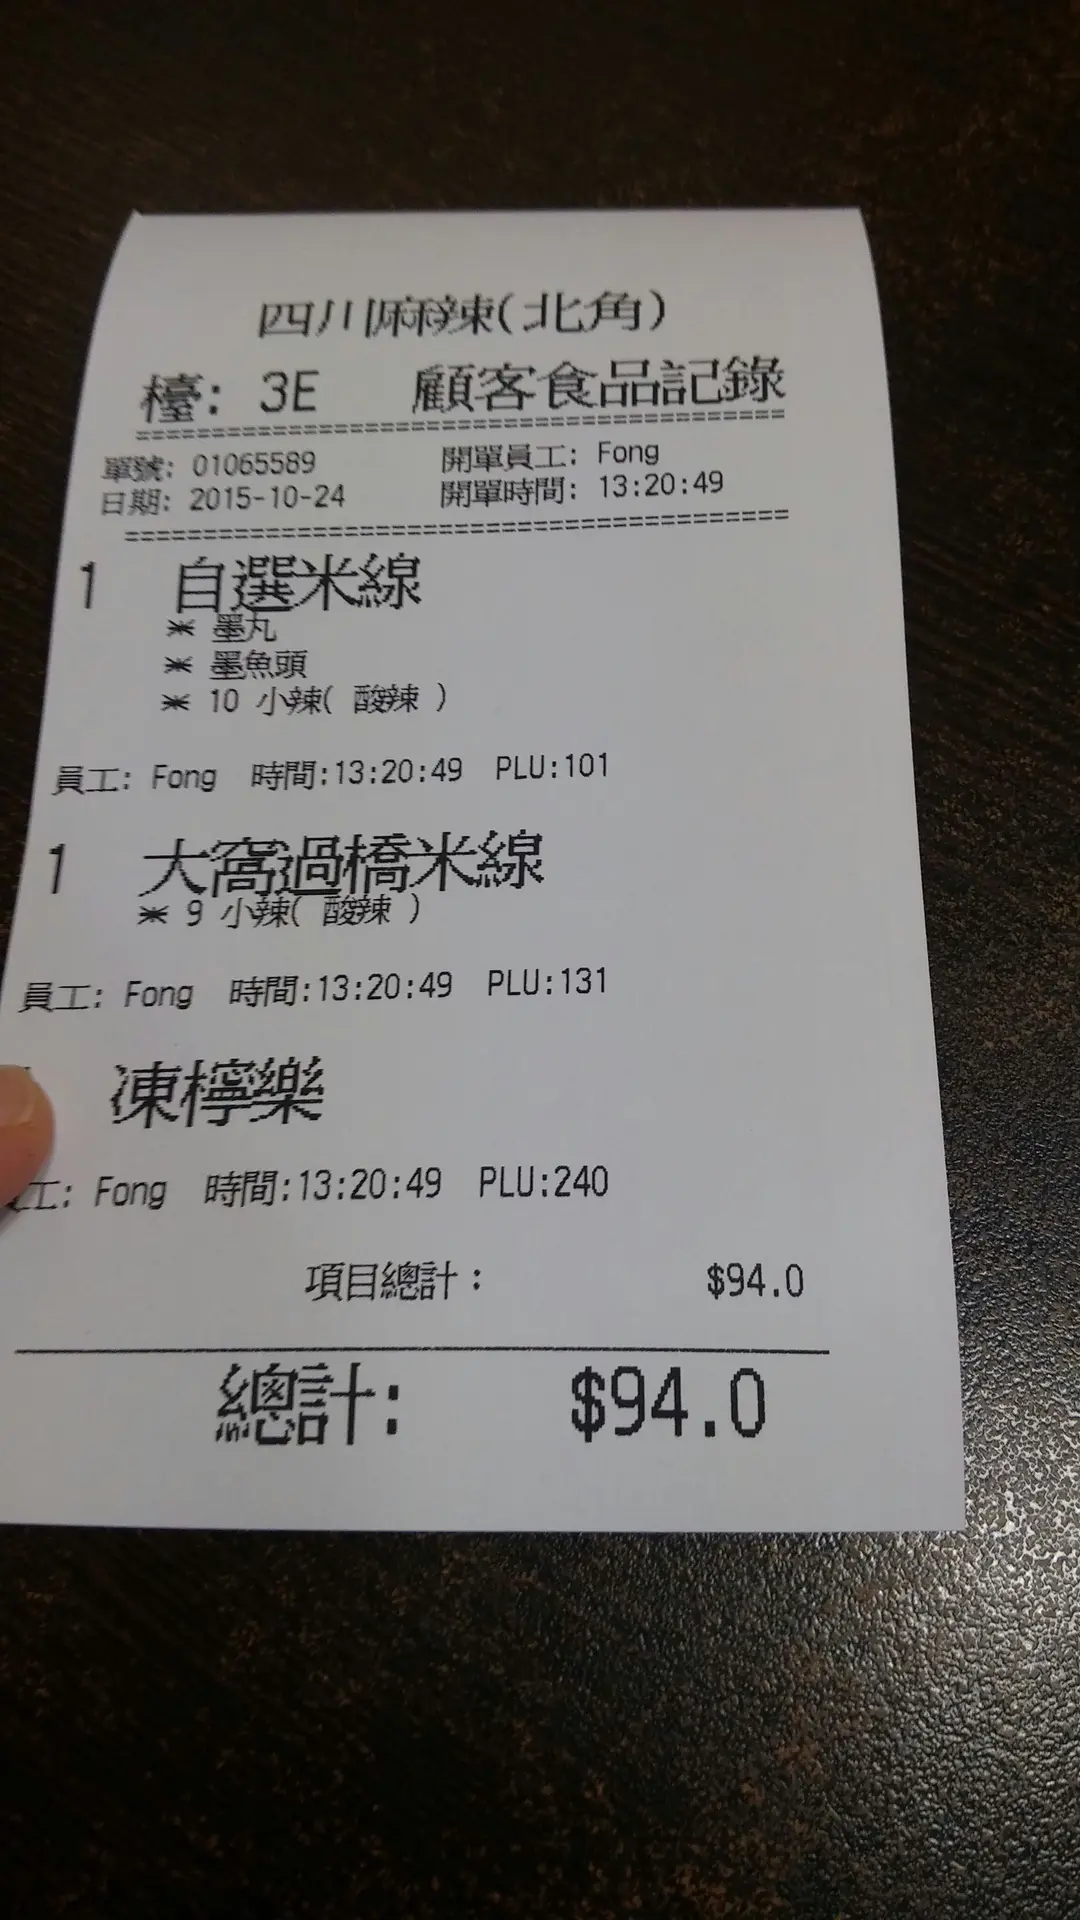 四川麻辣(北角)
檯: 3E 顧客食品記錄
單號: 01065589 開單員工: Fong
日期: 2015-10-24 開單時間: 13:20:49
1 自選米線
* 墨丸
* 墨魚頭
* 10 小辣( 酸辣 )
員工: Fong 時間:13:20:49 PLU:101
1 大窩過橋米線
* 9 小辣( 酸辣 )
員工: Fong 時間:13:20:49 PLU:131
凍檸樂
工: Fong 時間:13:20:49 PLU:240
項目總計: $94.0
總計: $94.0